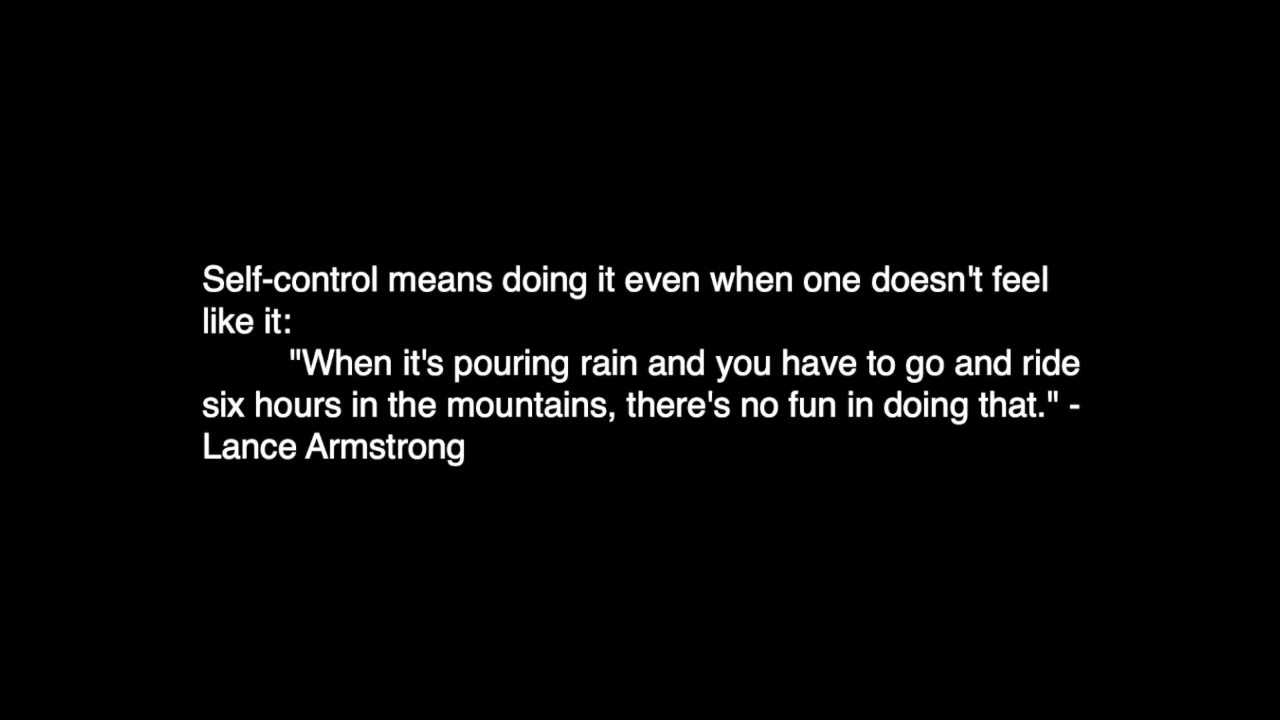 Self-control means doing it even when one doesn't feel
like it:
"When it's pouring rain and you have to go and ride
six hours in the mountains, there's no fun in doing that." -
Lance Armstrong